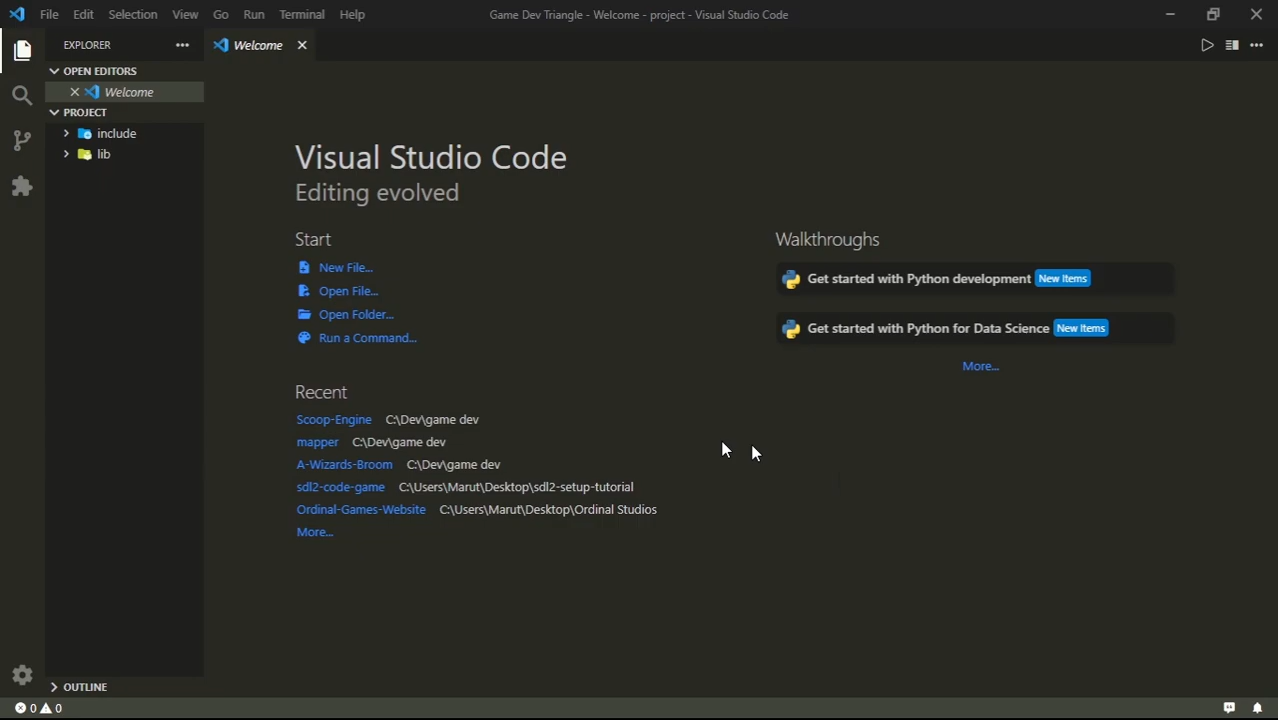 File Edit Selection View Go Run Terminal Help
Game Dev Triangle - Welcome - project - Visual Studio Code
EXPLORER
Welcome
OPEN EDITORS
Welcome
PROJECT
include
lib
Visual Studio Code
Editing evolved
Start
New File...
Open File...
Open Folder...
Run a Command...
Recent
Scoop-Engine C:\Dev\game dev
mapper C:\Dev\game dev
A-Wizards-Broom C:\Dev\game dev
sdl2-code-game C:\Users\Marut\Desktop\sdl2-setup-tutorial
Ordinal-Games-Website C:\Users\Marut\Desktop\Ordinal Studios
More...
Walkthroughs
Get started with Python development New Items
Get started with Python for Data Science New Items
More...
OUTLINE
0 0